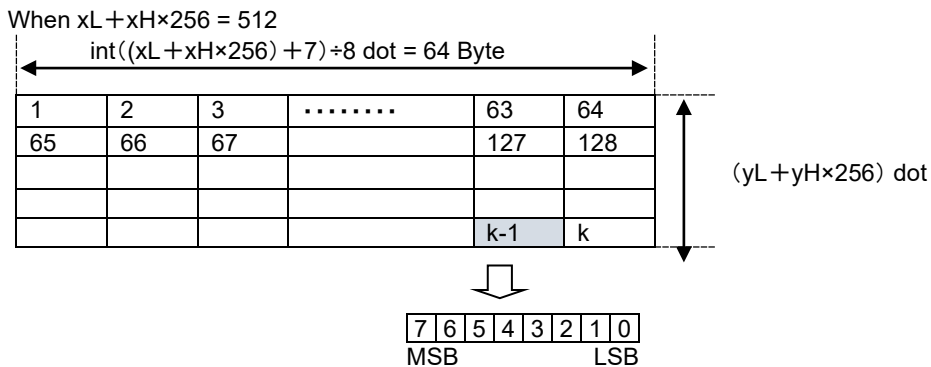 When xL＋xH×256 = 512
int（(xL＋xH×256）＋7)÷8 dot = 64 Byte
1 2 3 ・・・・・・・・ 63 64
65 66 67 127 128
（yL＋yH×256）dot
k-1 k
7 6 5 4 3 2 1 0
MSB LSB